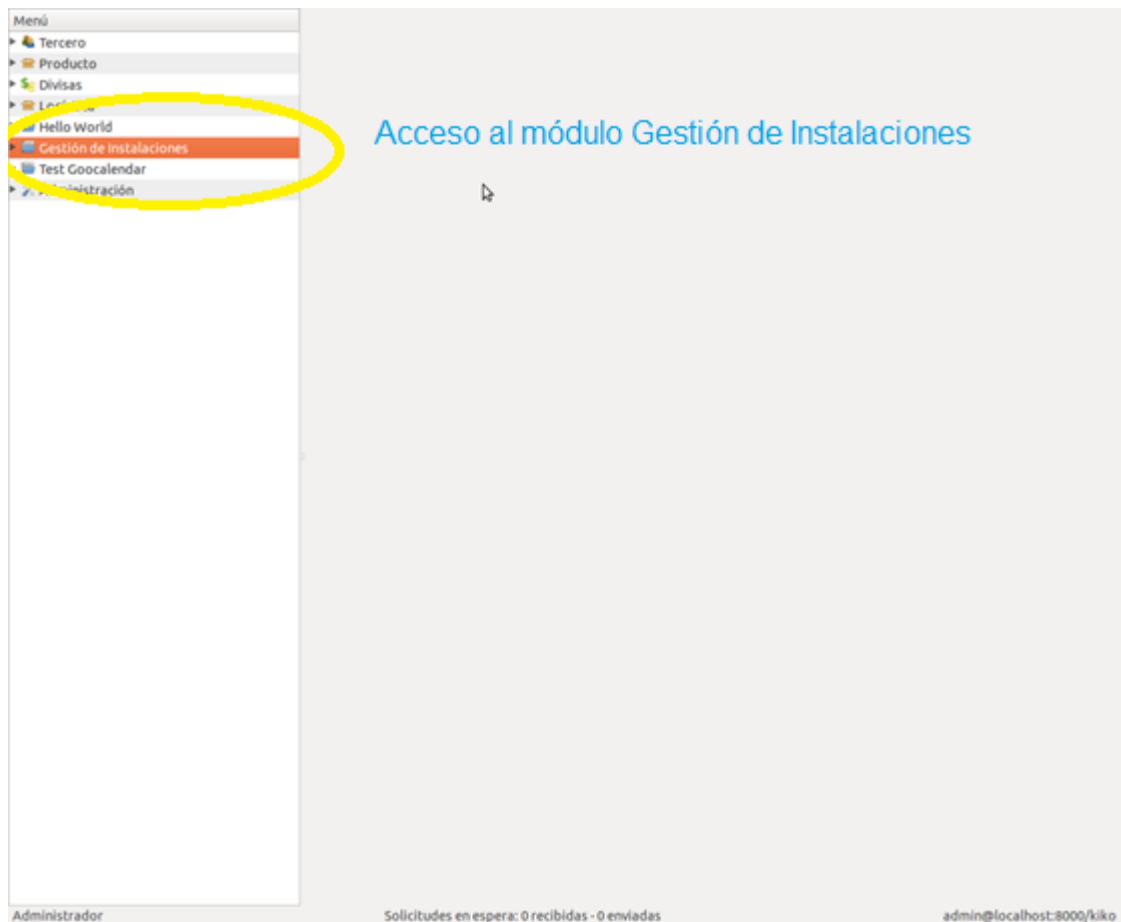 Menú
Tercero
Producto
Divisas
Hello World
Acceso al módulo Gestión de Instalaciones
Gestión de Instalaciones
Test Goocalendar
Administrador
Solicitudes en espera: 0 recibidas - 0 enviadas
admin@localhost:8000/kiko